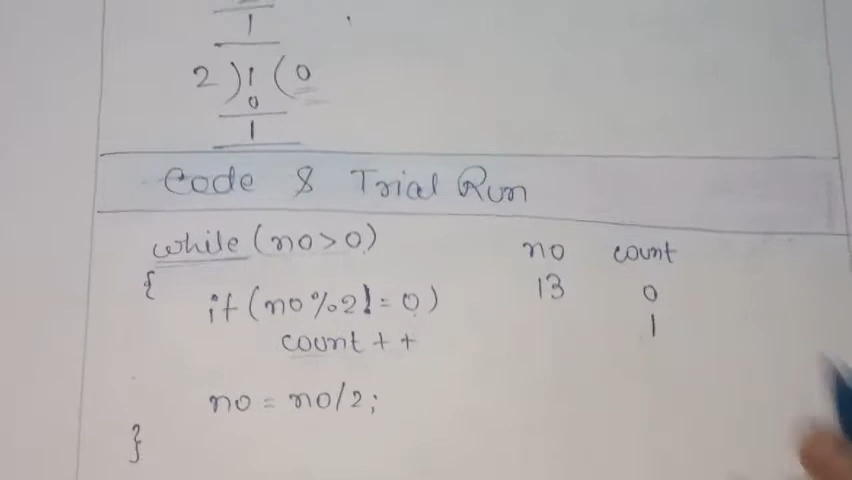 1
2 ) 1 ( 0
0
1
Code & Trial Run
while (no>0) no count
{ 13 0
if (no%2!=0) 1
count++
no = no/2;
}